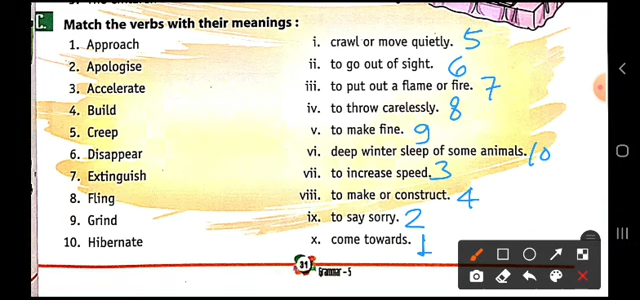 C. Match the verbs with their meanings :
1. Approach i. crawl or move quietly. 5
2. Apologise ii. to go out of sight. 6
3. Accelerate iii. to put out a flame or fire. 7
4. Build iv. to throw carelessly. 8
5. Creep v. to make fine. 9
6. Disappear vi. deep winter sleep of some animals. 10
7. Extinguish vii. to increase speed. 3
8. Fling viii. to make or construct. 4
9. Grind ix. to say sorry. 2
10. Hibernate x. come towards. 1
31
Grammar - 5